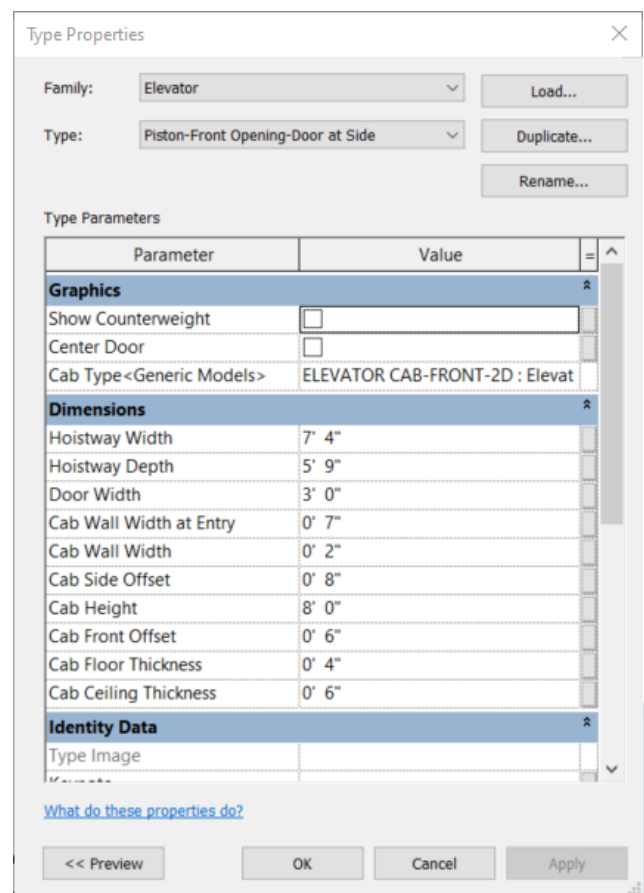 Type Properties
Family: Elevator Load...
Type: Piston-Front Opening-Door at Side Duplicate...
Rename...
Type Parameters
Parameter Value =
Graphics
Show Counterweight
Center Door
Cab Type<Generic Models> ELEVATOR CAB-FRONT-2D : Elevat
Dimensions
Hoistway Width 7' 4"
Hoistway Depth 5' 9"
Door Width 3' 0"
Cab Wall Width at Entry 0' 7"
Cab Wall Width 0' 2"
Cab Side Offset 0' 8"
Cab Height 8' 0"
Cab Front Offset 0' 6"
Cab Floor Thickness 0' 4"
Cab Ceiling Thickness 0' 6"
Identity Data
Type Image
What do these properties do?
<< Preview OK Cancel Apply